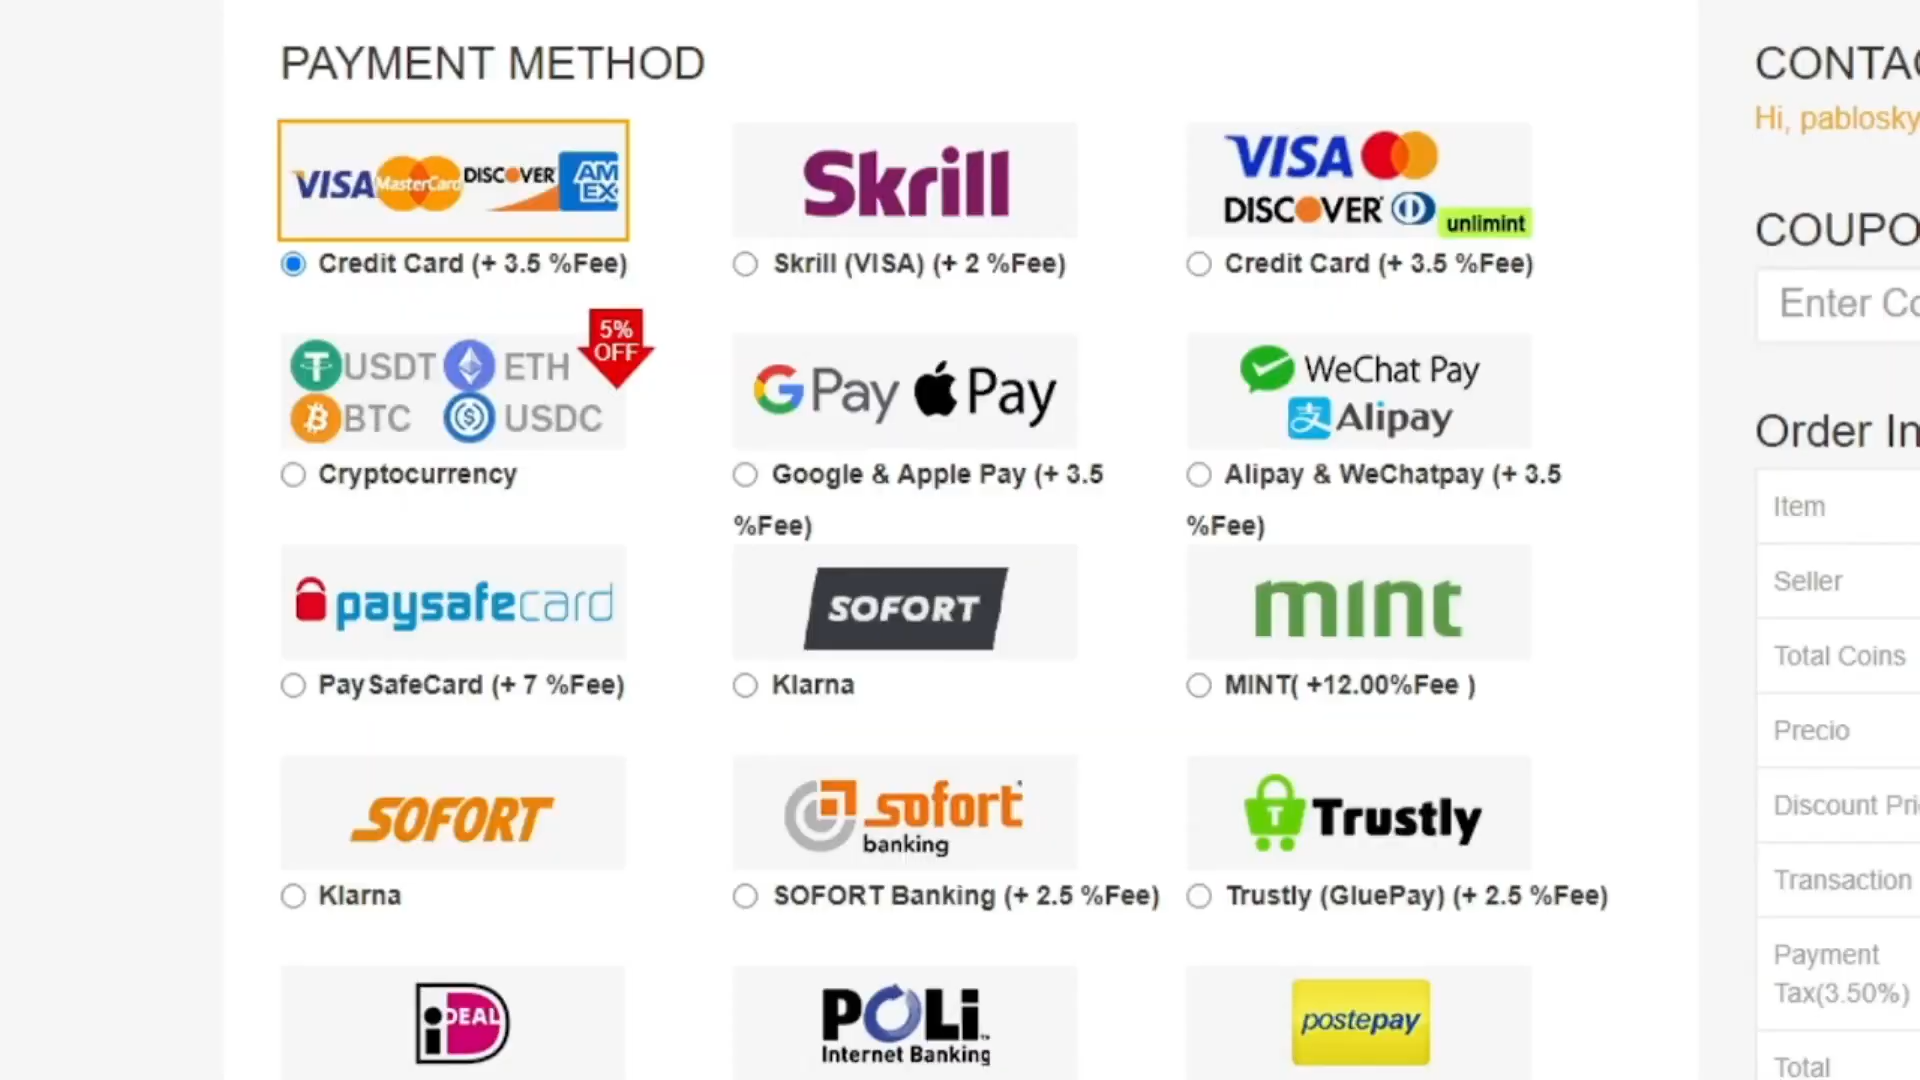 PAYMENT METHOD
VISA MasterCard DISCOVER AM EX
Credit Card (+ 3.5 %Fee)
Skrill
Skrill (VISA) (+ 2 %Fee)
VISA
DISCOVER
unlimint
Credit Card (+ 3.5 %Fee)
5%
OFF
USDT ETH
BTC USDC
Cryptocurrency
G Pay Pay
Google & Apple Pay (+ 3.5
%Fee)
WeChat Pay
支 Alipay
Alipay & WeChatpay (+ 3.5
%Fee)
paysafecard
PaySafeCard (+ 7 %Fee)
SOFORT
Klarna
mint
MINT( +12.00%Fee )
SOFORT
Klarna
sofort
banking
SOFORT Banking (+ 2.5 %Fee)
T Trustly
Trustly (GluePay) (+ 2.5 %Fee)
iDEAL
POLi™
Internet Banking
postepay
CONTAC
Hi, pablosky
COUPO
Enter Co
Order In
Item
Seller
Total Coins
Precio
Discount Pri
Transaction
Payment
Tax(3.50%)
Total